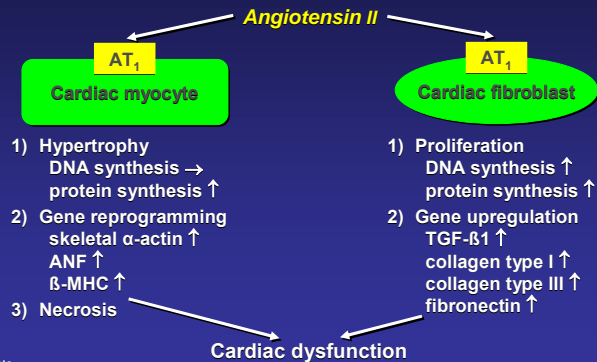 Angiotensin II
AT1
Cardiac myocyte
1) Hypertrophy
DNA synthesis →
protein synthesis ↑
2) Gene reprogramming
skeletal α-actin ↑
ANF ↑
ß-MHC ↑
3) Necrosis
AT1
Cardiac fibroblast
1) Proliferation
DNA synthesis ↑
protein synthesis ↑
2) Gene upregulation
TGF-ß1 ↑
collagen type I ↑
collagen type III ↑
fibronectin ↑
Cardiac dysfunction